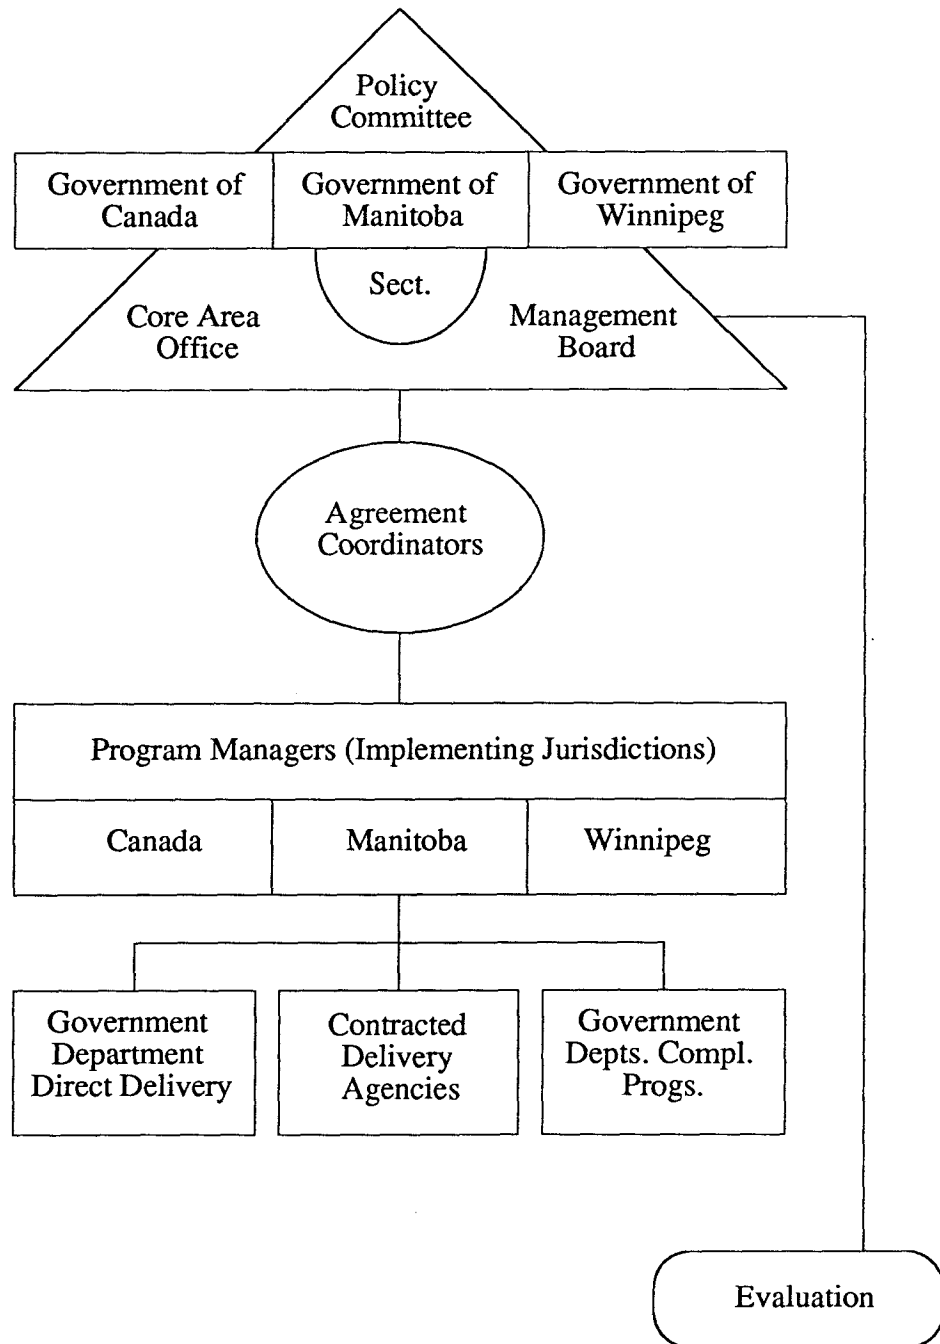 Policy
Committee
Government of
Canada
Government of
Manitoba
Government of
Winnipeg
Sect.
Core Area
Office
Management
Board
Agreement
Coordinators
Program Managers (Implementing Jurisdictions)
Canada
Manitoba
Winnipeg
Government
Department
Direct Delivery
Contracted
Delivery
Agencies
Government
Depts. Compl.
Progs.
Evaluation